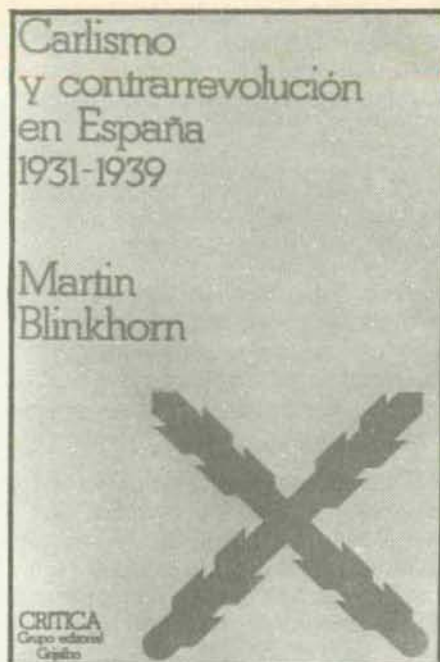 Carlismo
y contrarrevolución
en España
1931-1939
Martin
Blinkhorn
CRITICA
Grupo editorial
Grijalbo